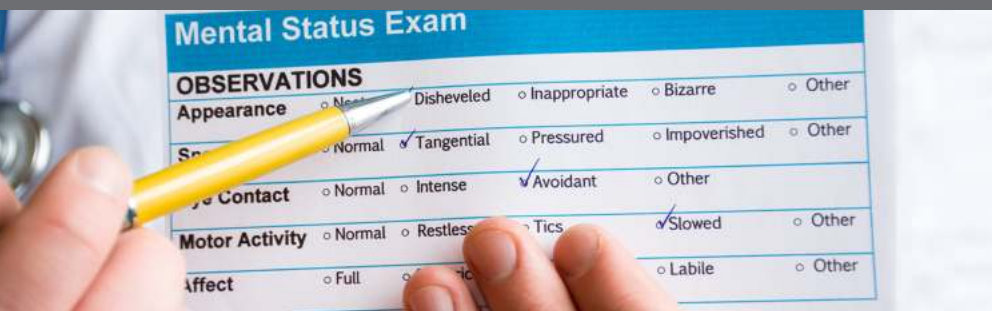 Mental Status Exam
OBSERVATIONS
Appearance Disheveled Inappropriate Bizarre Other
Normal Tangential Pressured Impoverished Other
Contact Normal Intense Avoidant Other
Motor Activity Normal Tics Slowed Other
Affect Full Labile Other